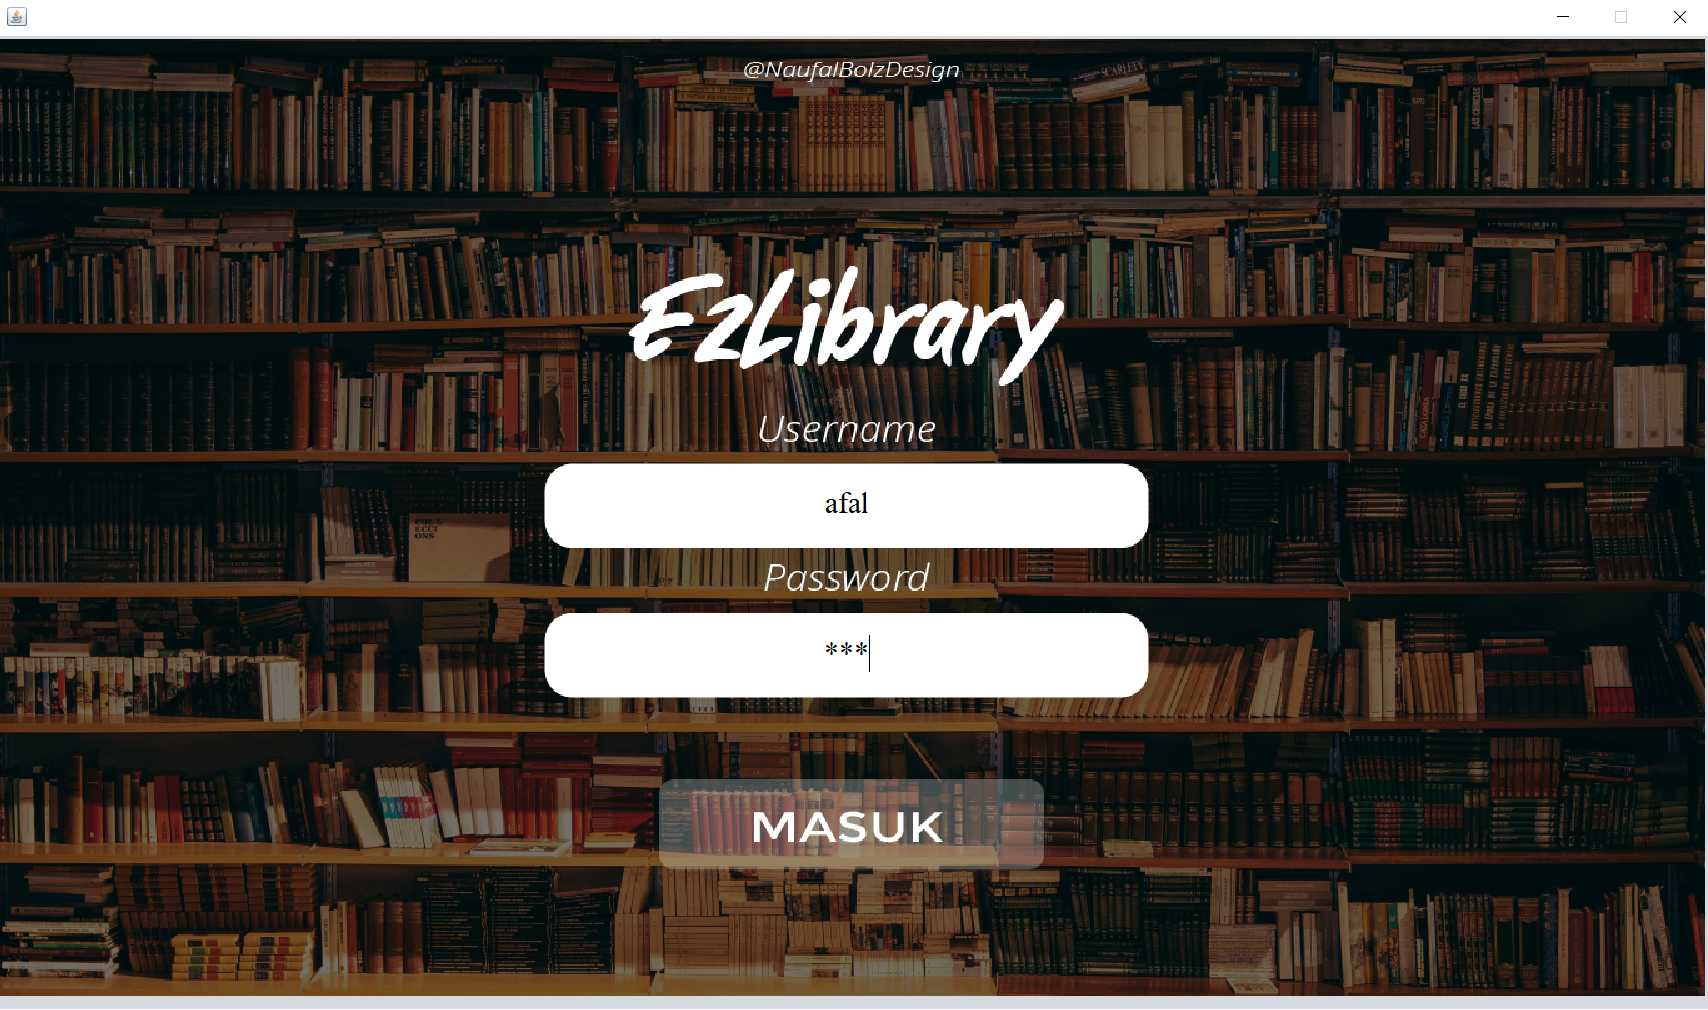 @NaufalBolzDesign
EzLibrary
Username
afal
Password
***
MASUK